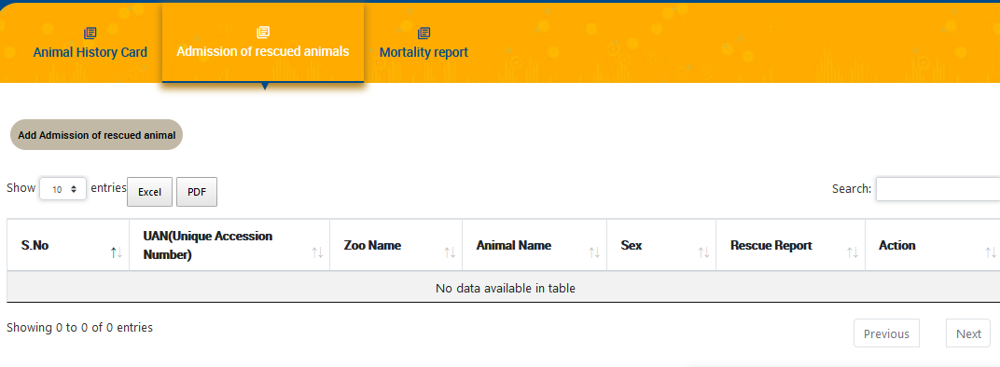 Animal History Card
Admission of rescued animals
Mortality report
Add Admission of rescued animal
Show 10 entries Excel PDF Search:
S.No UAN(Unique Accession Number) Zoo Name Animal Name Sex Rescue Report Action
No data available in table
Showing 0 to 0 of 0 entries
Previous Next